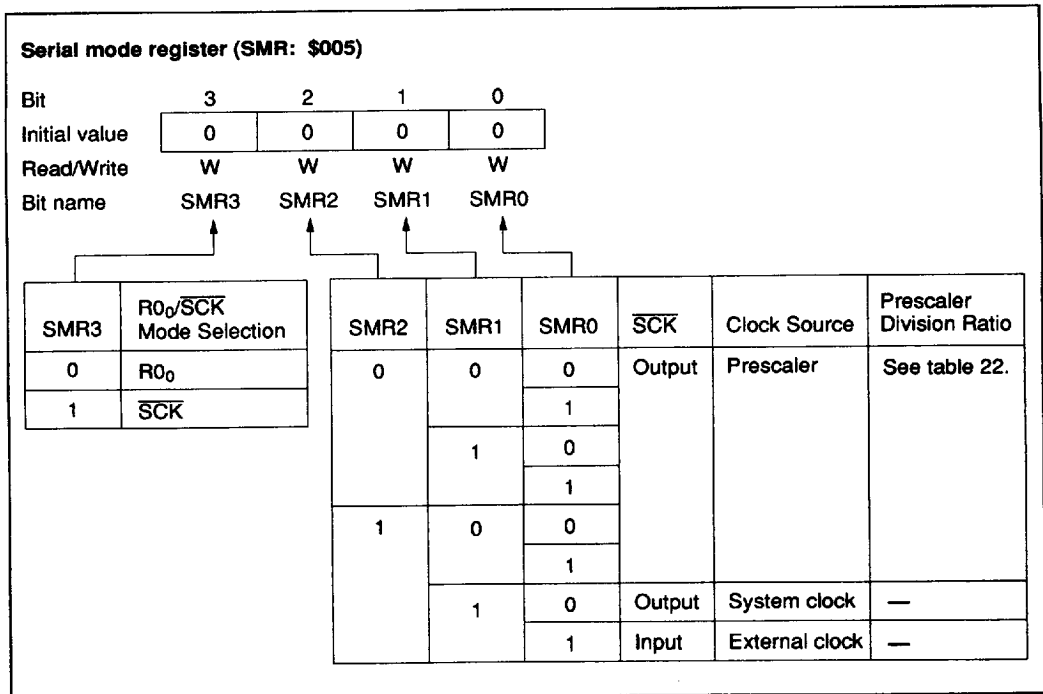 Serial mode register (SMR: $005)
Bit 3 2 1 0
Initial value 0 0 0 0
Read/Write W W W W
Bit name SMR3 SMR2 SMR1 SMR0
SMR3 R0₀/S̅C̅K̅ Mode Selection
0 R0₀
1 S̅C̅K̅
SMR2 SMR1 SMR0 S̅C̅K̅ Clock Source Prescaler Division Ratio
0 0 0 Output Prescaler See table 22.
1
1 0
1
1 0 0
1
1 0 Output System clock —
1 Input External clock —